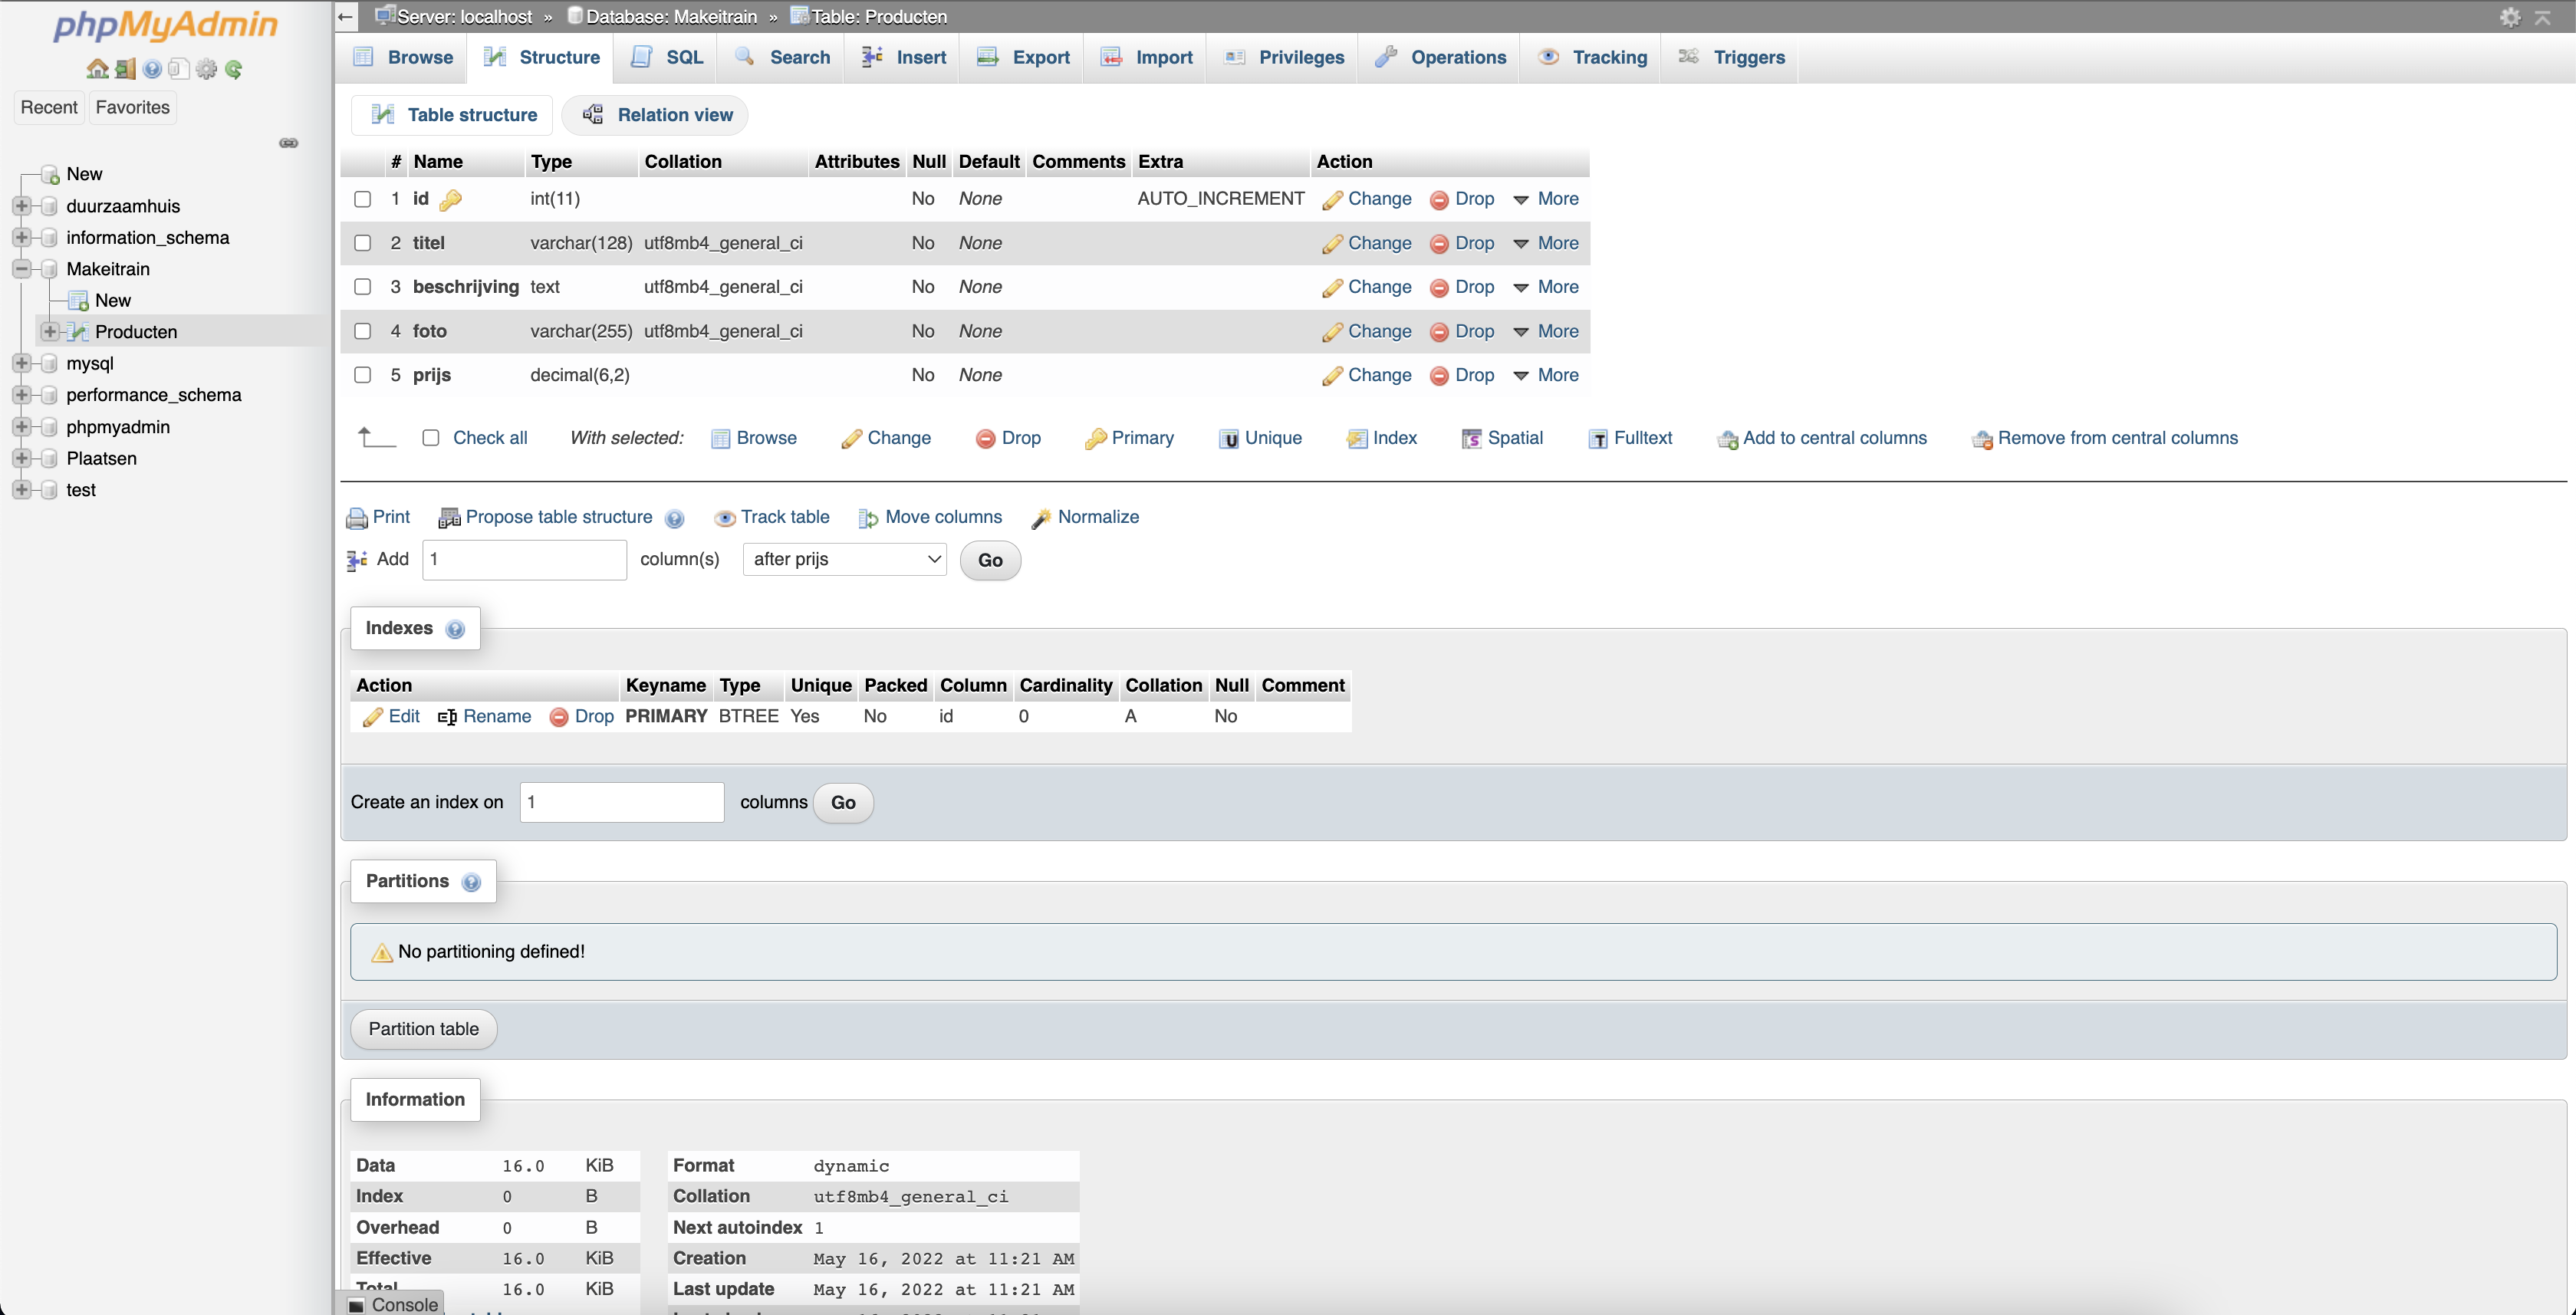 phpMyAdmin
Recent Favorites
New
duurzaamhuis
information_schema
Makeitrain
New
Producten
mysql
performance_schema
phpmyadmin
Plaatsen
test
Server: localhost » Database: Makeitrain » Table: Producten
Browse Structure SQL Search Insert Export Import Privileges Operations Tracking Triggers
Table structure Relation view
# Name Type Collation Attributes Null Default Comments Extra Action
1 id int(11) No None AUTO_INCREMENT Change Drop More
2 titel varchar(128) utf8mb4_general_ci No None Change Drop More
3 beschrijving text utf8mb4_general_ci No None Change Drop More
4 foto varchar(255) utf8mb4_general_ci No None Change Drop More
5 prijs decimal(6,2) No None Change Drop More
Check all With selected: Browse Change Drop Primary Unique Index Spatial Fulltext Add to central columns Remove from central columns
Print Propose table structure Track table Move columns Normalize
Add 1 column(s) after prijs Go
Indexes
Action Keyname Type Unique Packed Column Cardinality Collation Null Comment
Edit Rename Drop PRIMARY BTREE Yes No id 0 A No
Create an index on 1 columns Go
Partitions
No partitioning defined!
Partition table
Information
Data 16.0 KiB Format dynamic
Index 0 B Collation utf8mb4_general_ci
Overhead 0 B Next autoindex 1
Effective 16.0 KiB Creation May 16, 2022 at 11:21 AM
Total 16.0 KiB Last update May 16, 2022 at 11:21 AM
Console